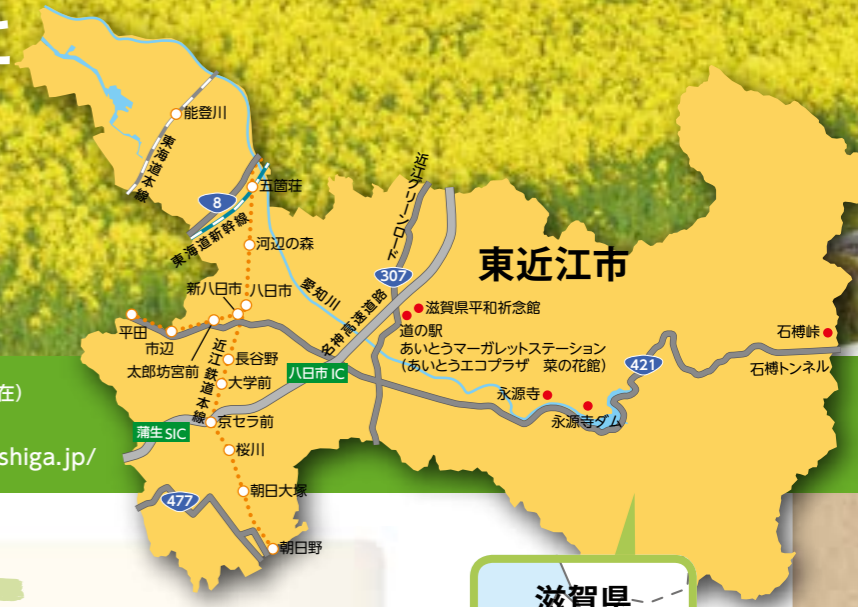 能登川
東海道本線
8
五箇荘
東海道新幹線
河辺の森
近江グリーンロード
307
東近江市
新八日市
八日市
愛知川
名神高速道路
滋賀県平和祈念館
道の駅
あいとうマーガレットステーション
(あいとうエコプラザ 菜の花館)
平田
市辺
太郎坊宮前
近江鉄道本線
長谷野
大学前
八日市 IC
421
石榑峠
石榑トンネル
永源寺
永源寺ダム
在)
京セラ前
蒲生 SIC
shiga.jp/
桜川
朝日大塚
477
朝日野
滋賀県